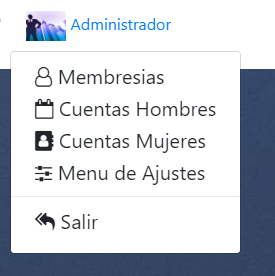 Administrador
Membresias
Cuentas Hombres
Cuentas Mujeres
Menu de Ajustes
Salir